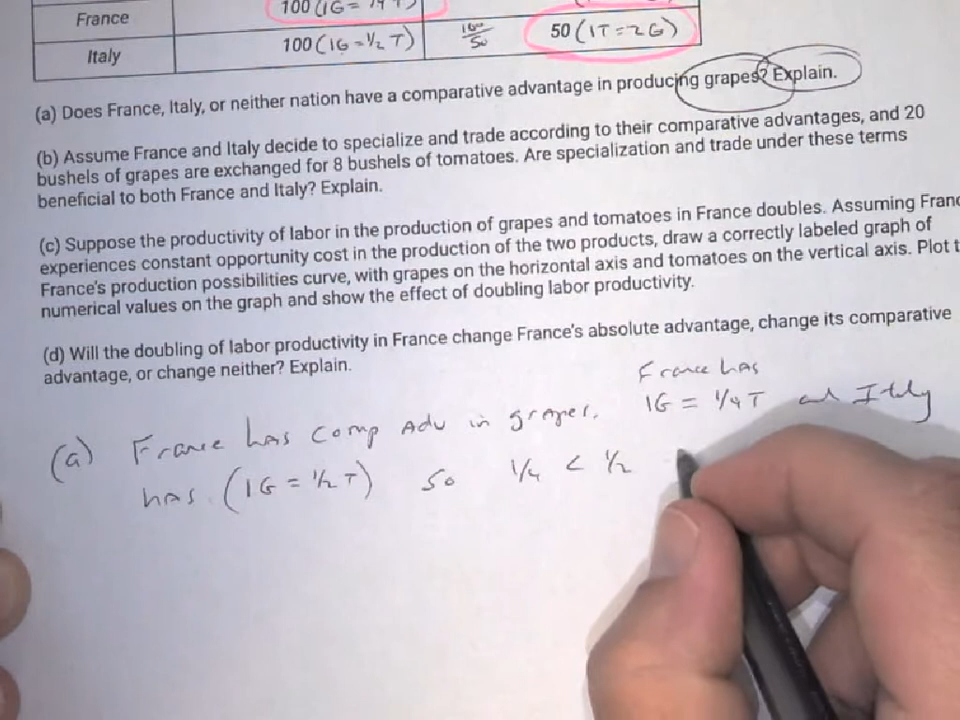 France
100 (1G = 1/4 T)
Italy
100 (1G = 1/2 T)
100/50
50 (1T = 2G)
(a) Does France, Italy, or neither nation have a comparative advantage in producing grapes? Explain.
(b) Assume France and Italy decide to specialize and trade according to their comparative advantages, and 20
bushels of grapes are exchanged for 8 bushels of tomatoes. Are specialization and trade under these terms
beneficial to both France and Italy? Explain.
(c) Suppose the productivity of labor in the production of grapes and tomatoes in France doubles. Assuming Franc
experiences constant opportunity cost in the production of the two products, draw a correctly labeled graph of
France's production possibilities curve, with grapes on the horizontal axis and tomatoes on the vertical axis. Plot t
numerical values on the graph and show the effect of doubling labor productivity.
(d) Will the doubling of labor productivity in France change France's absolute advantage, change its comparative
advantage, or change neither? Explain.
(a) France has comp adv in grapes. France has
1G = 1/4 T and Italy
has (1G = 1/2 T) so 1/4 < 1/2